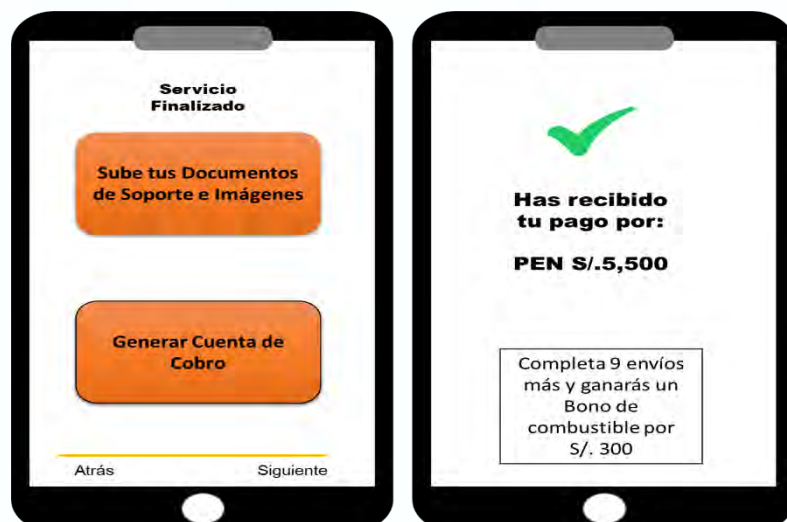 Servicio
Finalizado
Sube tus Documentos
de Soporte e Imágenes
Generar Cuenta de
Cobro
Atrás
Siguiente
Has recibido
tu pago por:
PEN S/.5,500
Completa 9 envíos
más y ganarás un
Bono de
combustible por
S/. 300